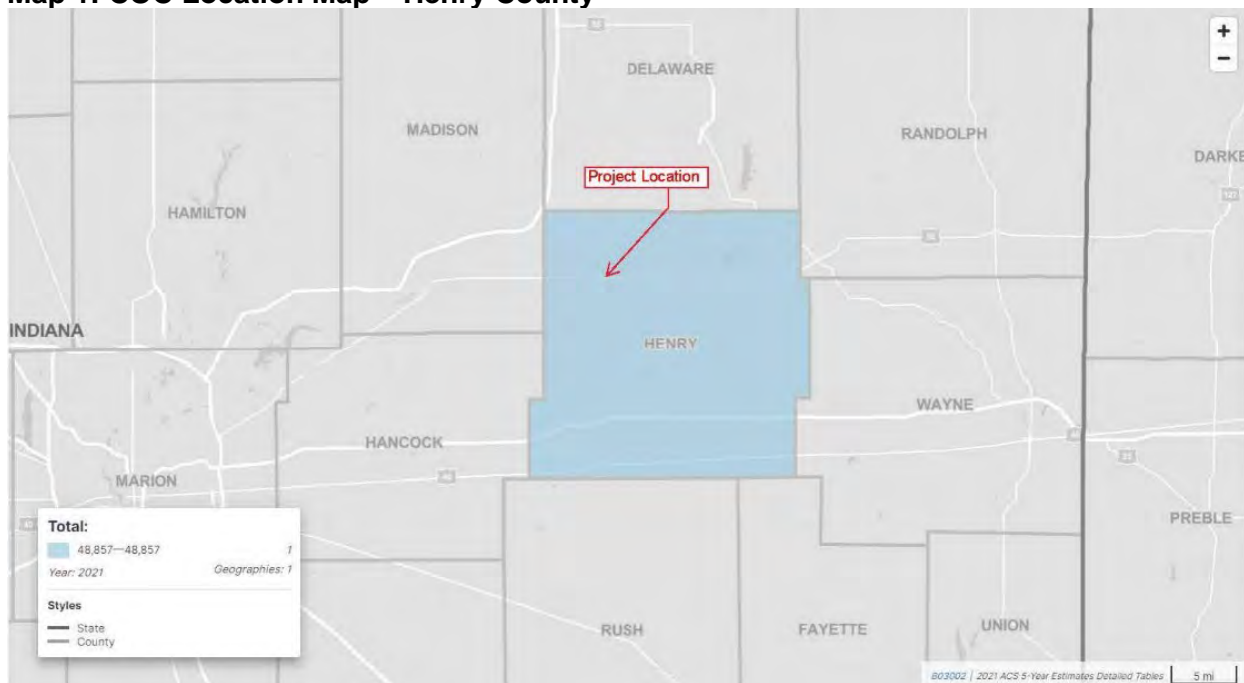 Map 1: COC Location Map - Henry County
+
−
DELAWARE
MADISON
RANDOLPH
DARKE
Project Location
HAMILTON
INDIANA
HENRY
WAYNE
HANCOCK
MARION
PREBLE
RUSH
FAYETTE
UNION
Total:
48,857—48,857 1
Year: 2021 Geographies: 1
Styles
State
County
B03002 | 2021 ACS 5-Year Estimates Detailed Tables
5 mi